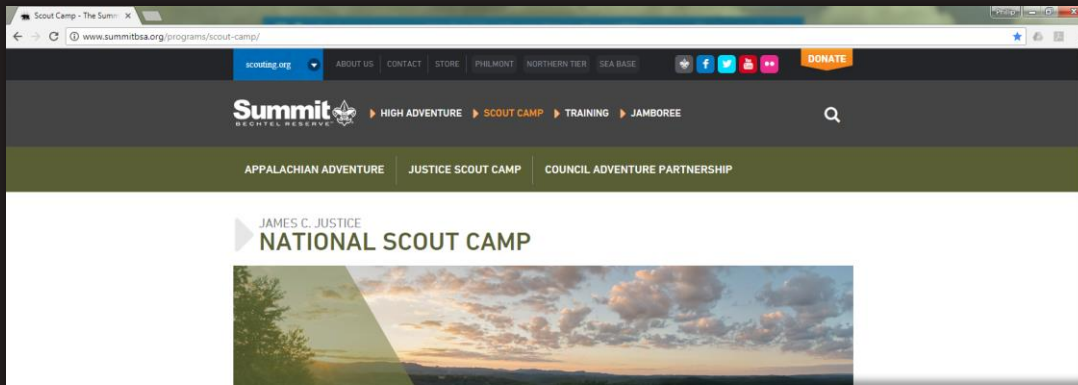 Scout Camp - The Summ
www.summitbsa.org/programs/scout-camp/
scouting.org ABOUT US CONTACT STORE PHILMONT NORTHERN TIER SEA BASE DONATE
Summit HIGH ADVENTURE SCOUT CAMP TRAINING JAMBOREE
BECHTEL RESERVE
APPALACHIAN ADVENTURE JUSTICE SCOUT CAMP COUNCIL ADVENTURE PARTNERSHIP
JAMES C. JUSTICE
NATIONAL SCOUT CAMP